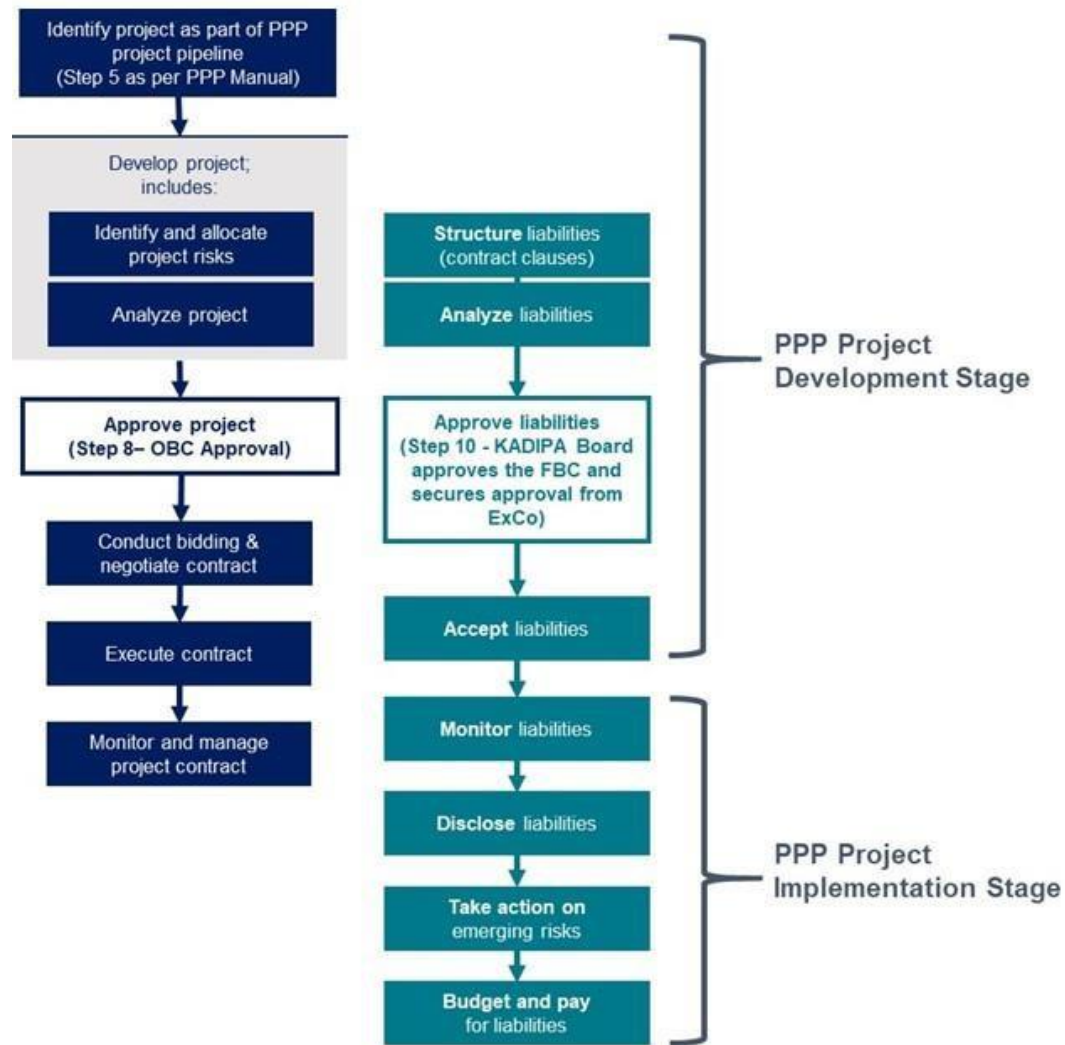 Identify project as part of PPP
project pipeline
(Step 5 as per PPP Manual)
Develop project;
includes:
Identify and allocate
project risks
Analyze project
Approve project
(Step 8– OBC Approval)
Conduct bidding &
negotiate contract
Execute contract
Monitor and manage
project contract
Structure liabilities
(contract clauses)
Analyze liabilities
Approve liabilities
(Step 10 - KADIPA Board
approves the FBC and
secures approval from
ExCo)
Accept liabilities
Monitor liabilities
Disclose liabilities
Take action on
emerging risks
Budget and pay
for liabilities
PPP Project
Development Stage
PPP Project
Implementation Stage